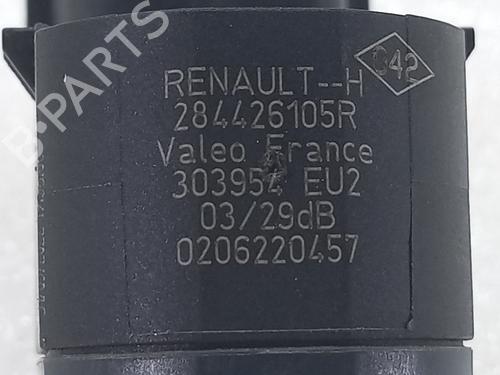 RENAULT--H
284426105R
Valeo France
303954 EU2
03/29dB
0206220457
B-PARTS